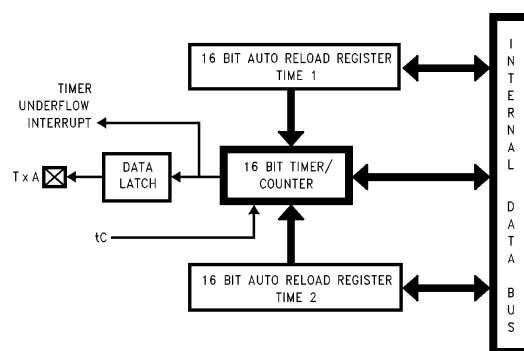 16 BIT AUTO RELOAD REGISTER
TIME 1
TIMER
UNDERFLOW
INTERRUPT
TxA
DATA
LATCH
16 BIT TIMER/
COUNTER
tC
16 BIT AUTO RELOAD REGISTER
TIME 2
INTERNAL DATA BUS